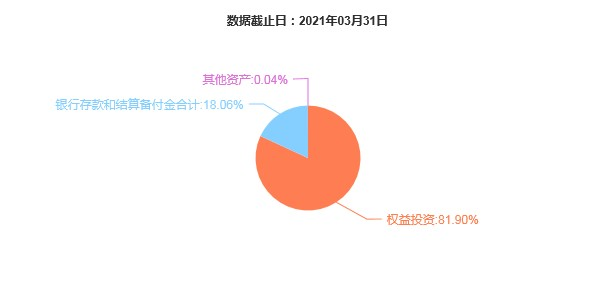 数据截止日：2021年03月31日
其他资产:0.04%
银行存款和结算备付金合计:18.06%
权益投资:81.90%